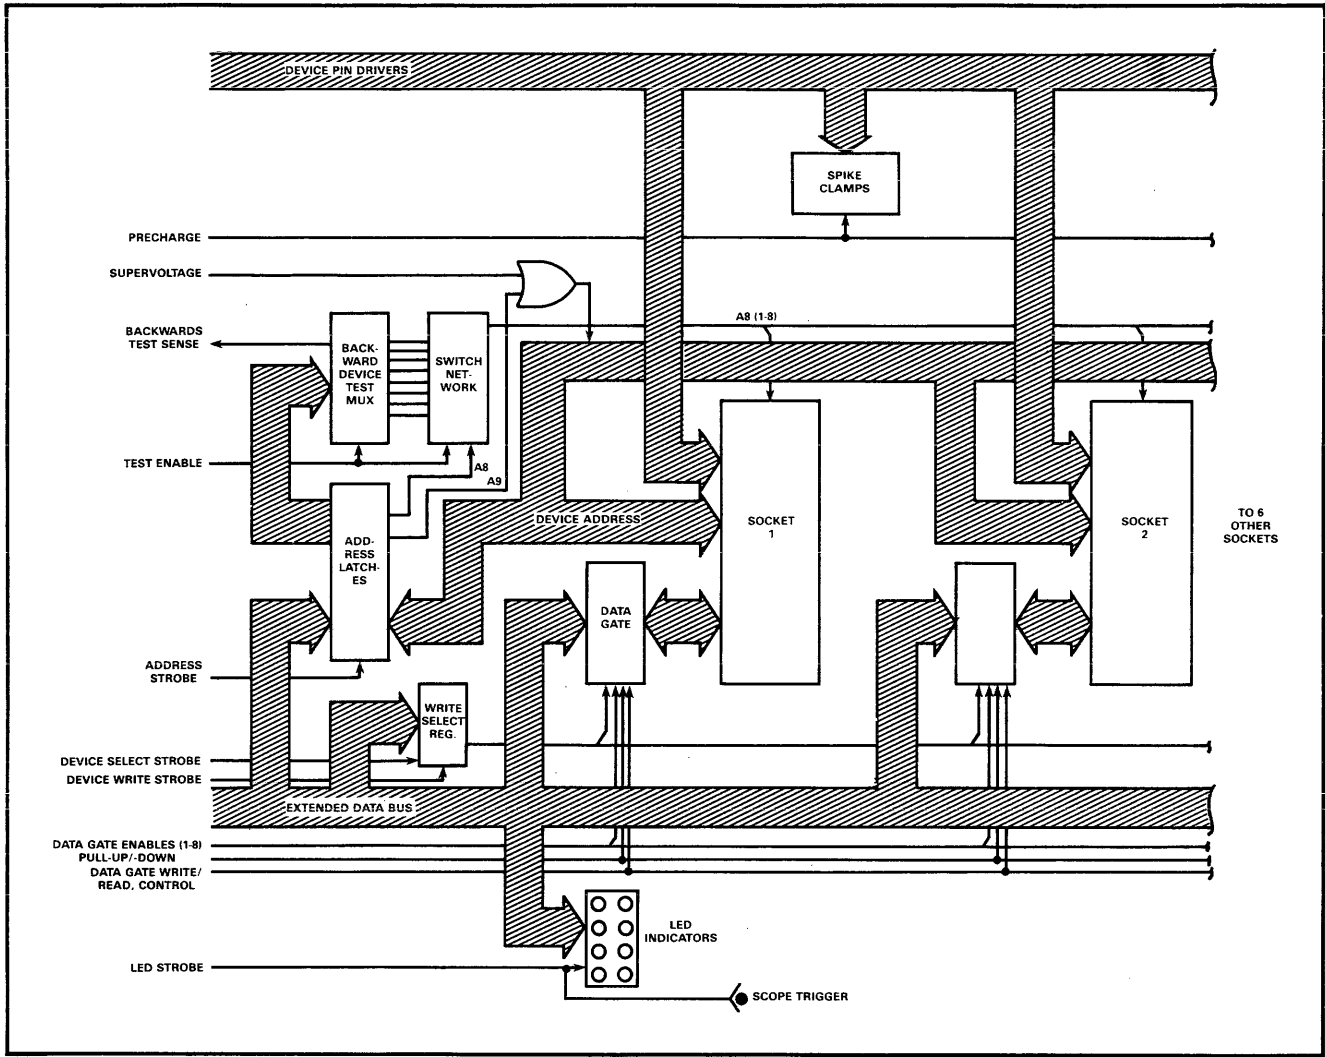 DEVICE PIN DRIVERS
SPIKE
CLAMPS
PRECHARGE
SUPERVOLTAGE
A8 (1-8)
BACKWARDS
TEST SENSE
BACK-
WARD
DEVICE
TEST
MUX
SWITCH
NET-
WORK
TEST ENABLE
A8
A9
DEVICE ADDRESS
SOCKET
1
SOCKET
2
TO 6
OTHER
SOCKETS
ADD-
RESS
LATCH-
ES
DATA
GATE
ADDRESS
STROBE
WRITE
SELECT
REG.
DEVICE SELECT STROBE
DEVICE WRITE STROBE
EXTENDED DATA BUS
DATA GATE ENABLES (1-8)
PULL-UP/-DOWN
DATA GATE WRITE/
READ, CONTROL
LED
INDICATORS
LED STROBE
SCOPE TRIGGER